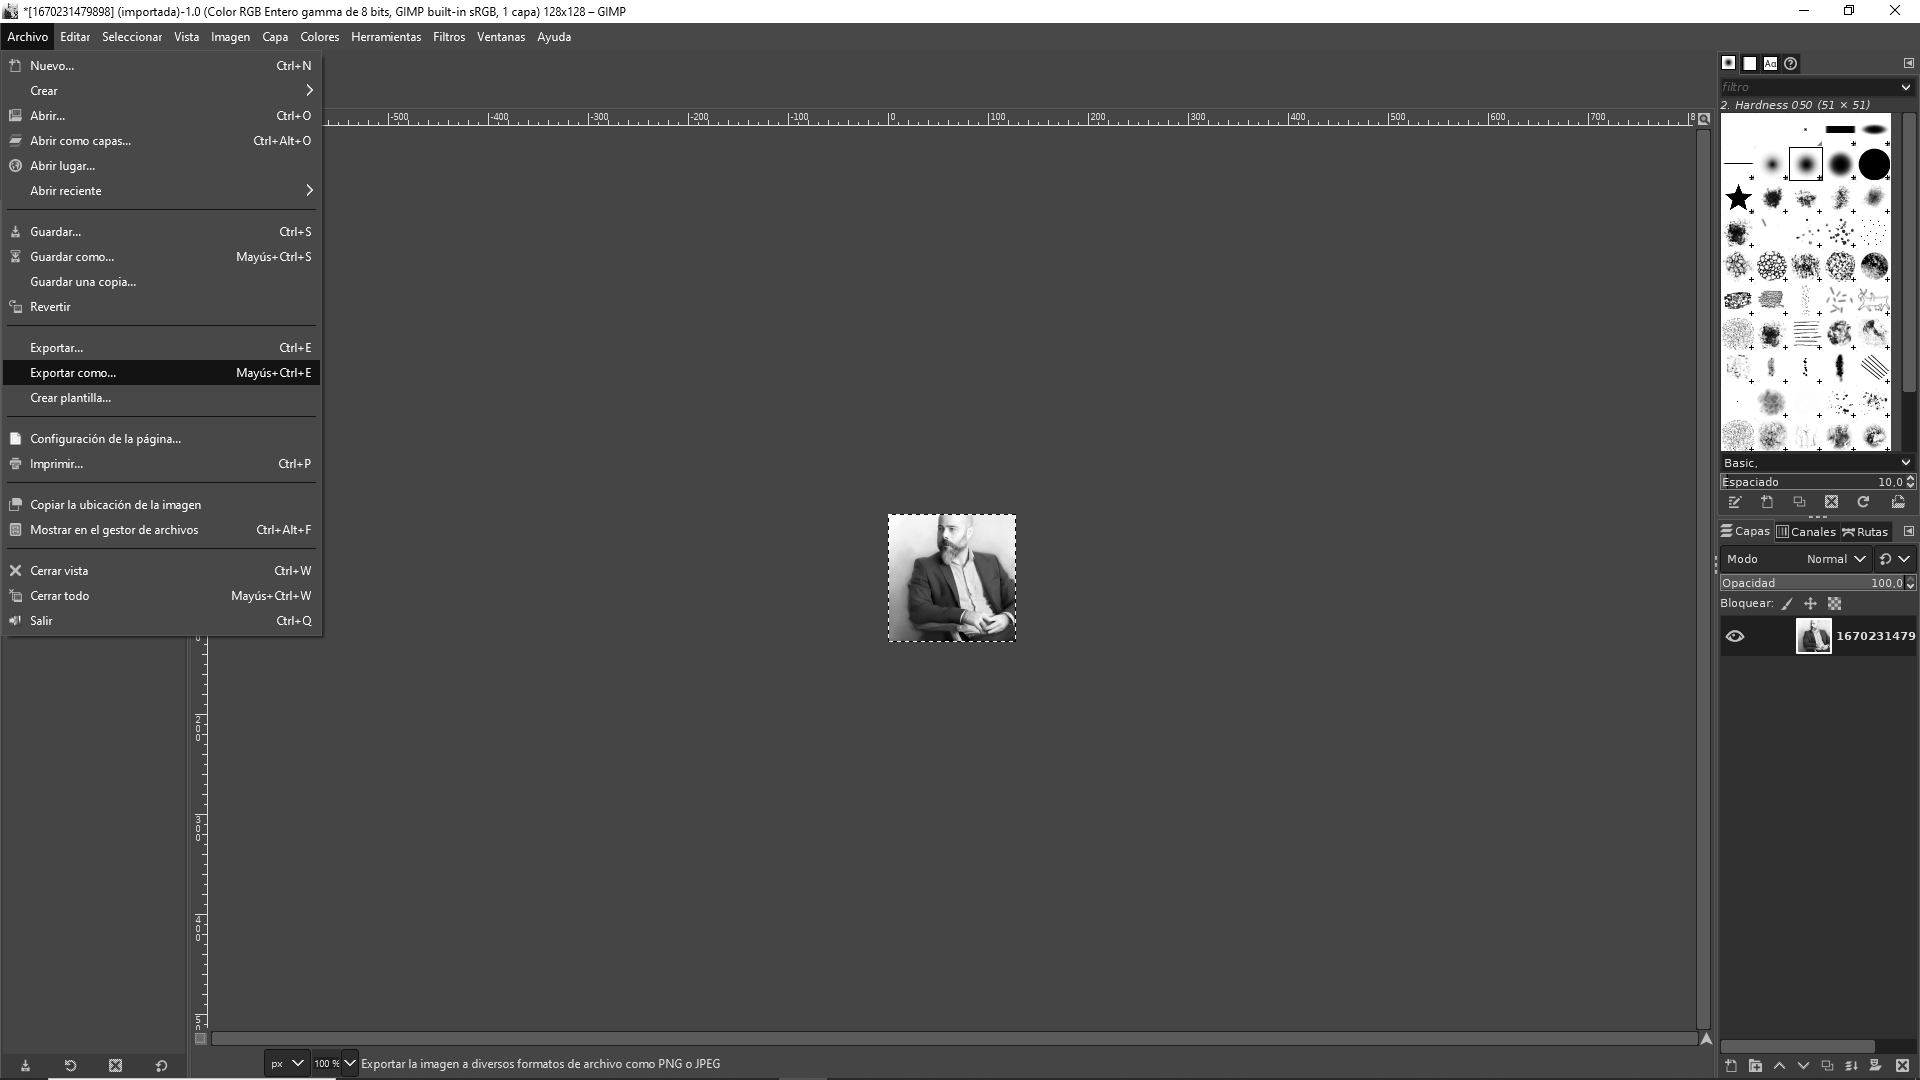 *[1670231479898] (importada)-1.0 (Color RGB Entero gamma de 8 bits, GIMP built-in sRGB, 1 capa) 128x128 – GIMP
Archivo Editar Seleccionar Vista Imagen Capa Colores Herramientas Filtros Ventanas Ayuda
Nuevo... Ctrl+N
Crear
Abrir... Ctrl+O
Abrir como capas... Ctrl+Alt+O
Abrir lugar...
Abrir reciente
Guardar... Ctrl+S
Guardar como... Mayús+Ctrl+S
Guardar una copia...
Revertir
Exportar... Ctrl+E
Exportar como... Mayús+Ctrl+E
Crear plantilla...
Configuración de la página...
Imprimir... Ctrl+P
Copiar la ubicación de la imagen
Mostrar en el gestor de archivos Ctrl+Alt+F
Cerrar vista Ctrl+W
Cerrar todo Mayús+Ctrl+W
Salir Ctrl+Q
-500 -400 -300 -200 -100 0 100 200 300 400 500 600 700 8
200
300
400
5
0
px 100 % Exportar la imagen a diversos formatos de archivo como PNG o JPEG
Aa
filtro
2. Hardness 050 (51 × 51)
Basic,
Espaciado 10,0
Capas Canales Rutas
Modo Normal
Opacidad 100,0
Bloquear:
1670231479